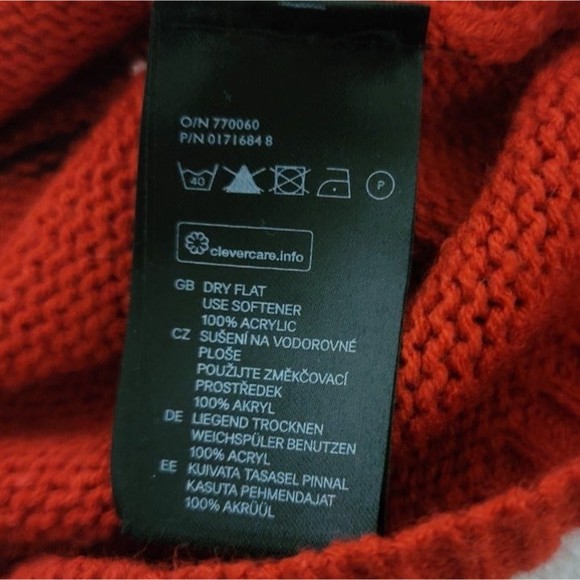 O/N 770060
P/N 0171684 8
40 P
clevercare.info
GB DRY FLAT
USE SOFTENER
100% ACRYLIC
CZ SUŠENÍ NA VODOROVNÉ
PLOŠE
POUŽIJTE ZMĚKČOVACÍ
PROSTŘEDEK
100% AKRYL
DE LIEGEND TROCKNEN
WEICHSPÜLER BENUTZEN
100% ACRYL
EE KUIVATA TASASEL PINNAL
KASUTA PEHMENDAJAT
100% AKRÜÜL